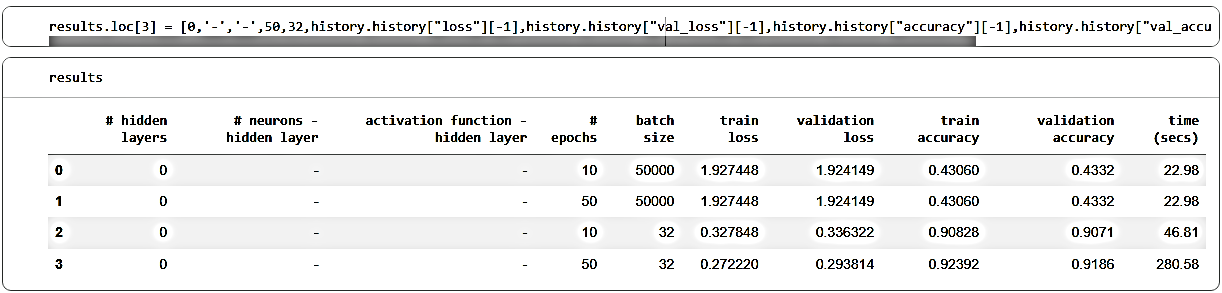 results.loc[3] = [0,'-','-',50,32,history.history["loss"][-1],history.history["val_loss"][-1],history.history["accuracy"][-1],history.history["val_accu
results
# hidden layers # neurons - hidden layer activation function - hidden layer # epochs batch size train loss validation loss train accuracy validation accuracy time (secs)
0 0 - - 10 50000 1.927448 1.924149 0.43060 0.4332 22.98
1 0 - - 50 50000 1.927448 1.924149 0.43060 0.4332 22.98
2 0 - - 10 32 0.327848 0.336322 0.90828 0.9071 46.81
3 0 - - 50 32 0.272220 0.293814 0.92392 0.9186 280.58